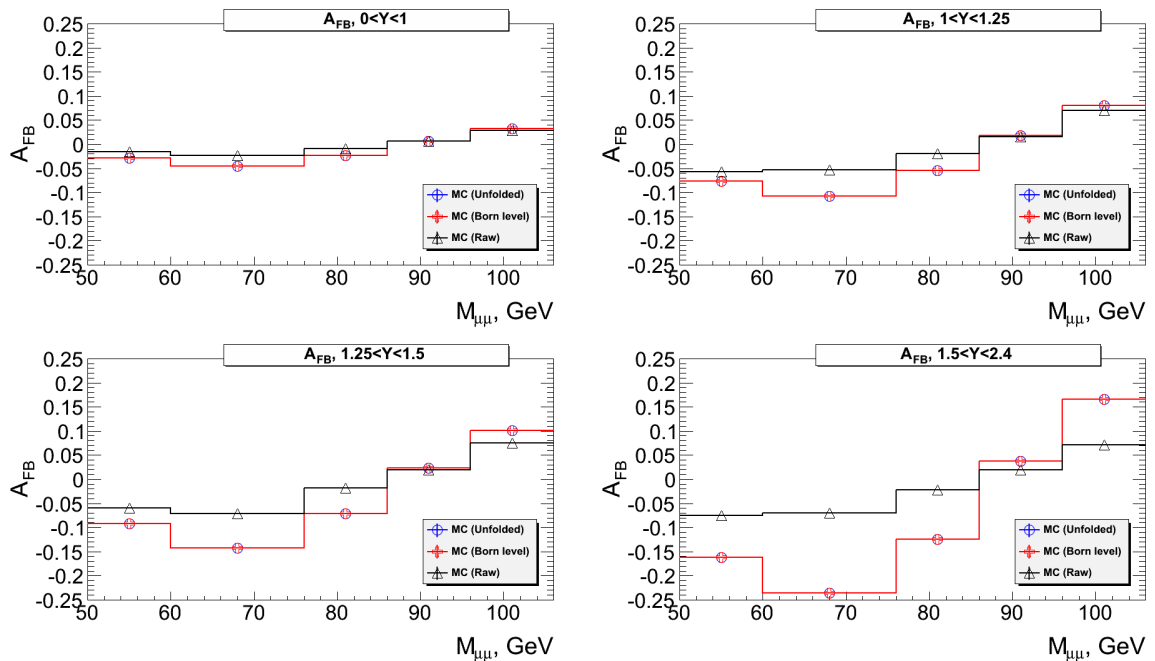 A_FB, 0<Y<1
0.25
0.2
0.15
0.1
0.05
0
-0.05
-0.1
-0.15
-0.2
-0.25
A_FB
MC (Unfolded)
MC (Born level)
MC (Raw)
50 60 70 80 90 100
M_μμ, GeV
A_FB, 1<Y<1.25
0.25
0.2
0.15
0.1
0.05
0
-0.05
-0.1
-0.15
-0.2
-0.25
A_FB
MC (Unfolded)
MC (Born level)
MC (Raw)
50 60 70 80 90 100
M_μμ, GeV
A_FB, 1.25<Y<1.5
0.25
0.2
0.15
0.1
0.05
0
-0.05
-0.1
-0.15
-0.2
-0.25
A_FB
MC (Unfolded)
MC (Born level)
MC (Raw)
50 60 70 80 90 100
M_μμ, GeV
A_FB, 1.5<Y<2.4
0.25
0.2
0.15
0.1
0.05
0
-0.05
-0.1
-0.15
-0.2
-0.25
A_FB
MC (Unfolded)
MC (Born level)
MC (Raw)
50 60 70 80 90 100
M_μμ, GeV